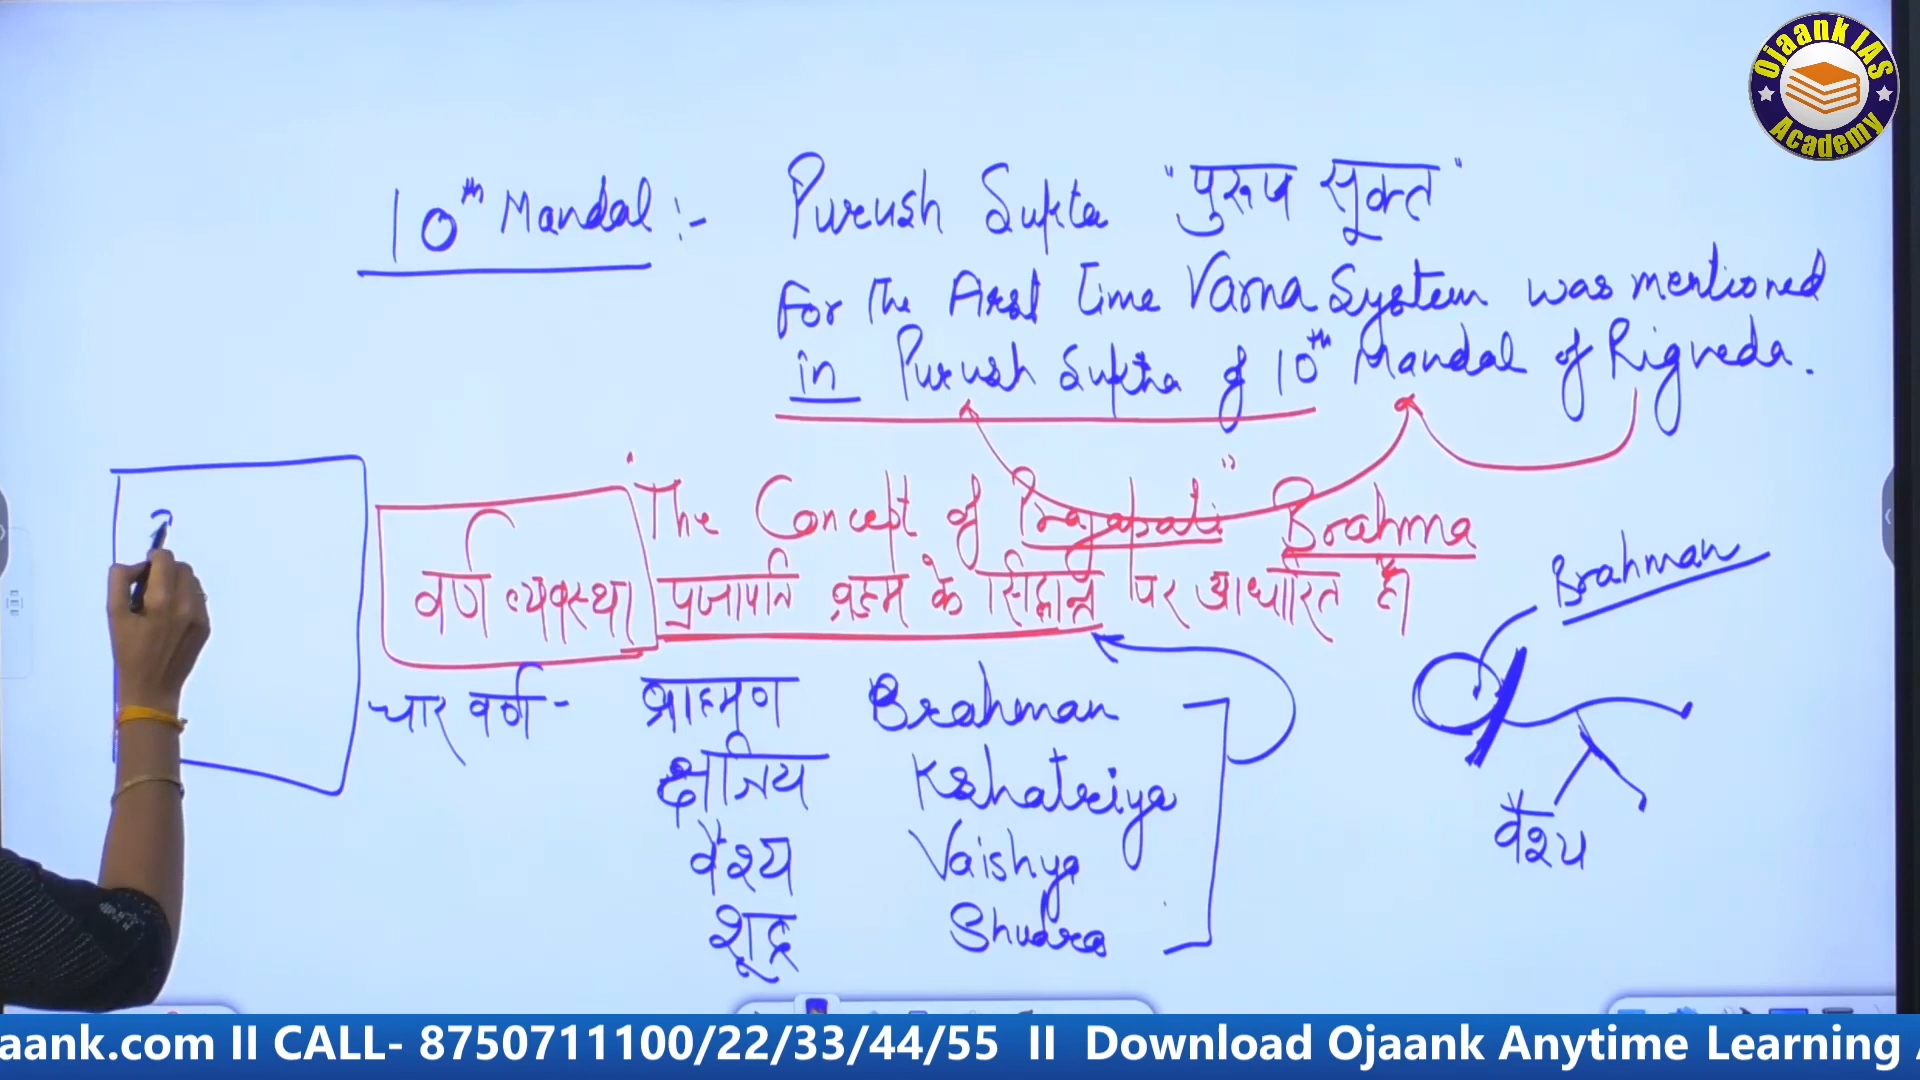 Ojaank IAS
Academy
10th Mandal :- Purush Sukta "पुरूष सूक्त"
For The First Time Varna System was mentioned
in Purush Suktha of 10th Mandal of Rigveda.
"The Concept of Prajapati" Brahma
वर्ण व्यवस्था प्रजापति ब्रह्म के सिद्धान्त पर आधारित है।
Brahman
चार वर्ण - ब्राह्मण Brahman
क्षत्रिय Kshatriya
वैश्य Vaishya
वैश्य
शूद्र Shudra
aank.com II CALL- 8750711100/22/33/44/55 II Download Ojaank Anytime Learning